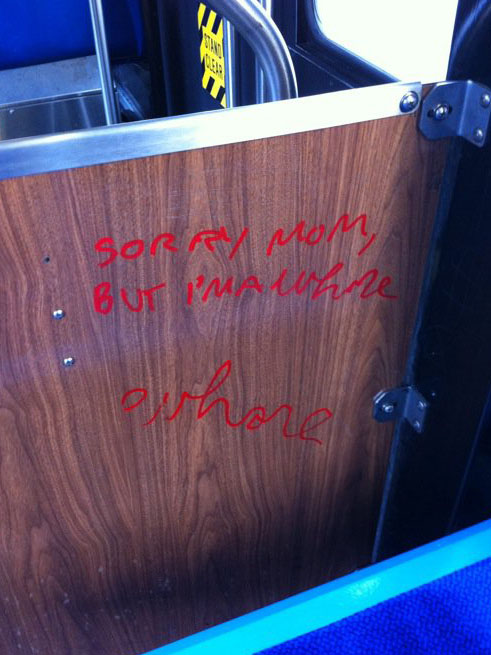 STAND
CLEAR
SORRY MOM,
BUT I'M A whore
a whore